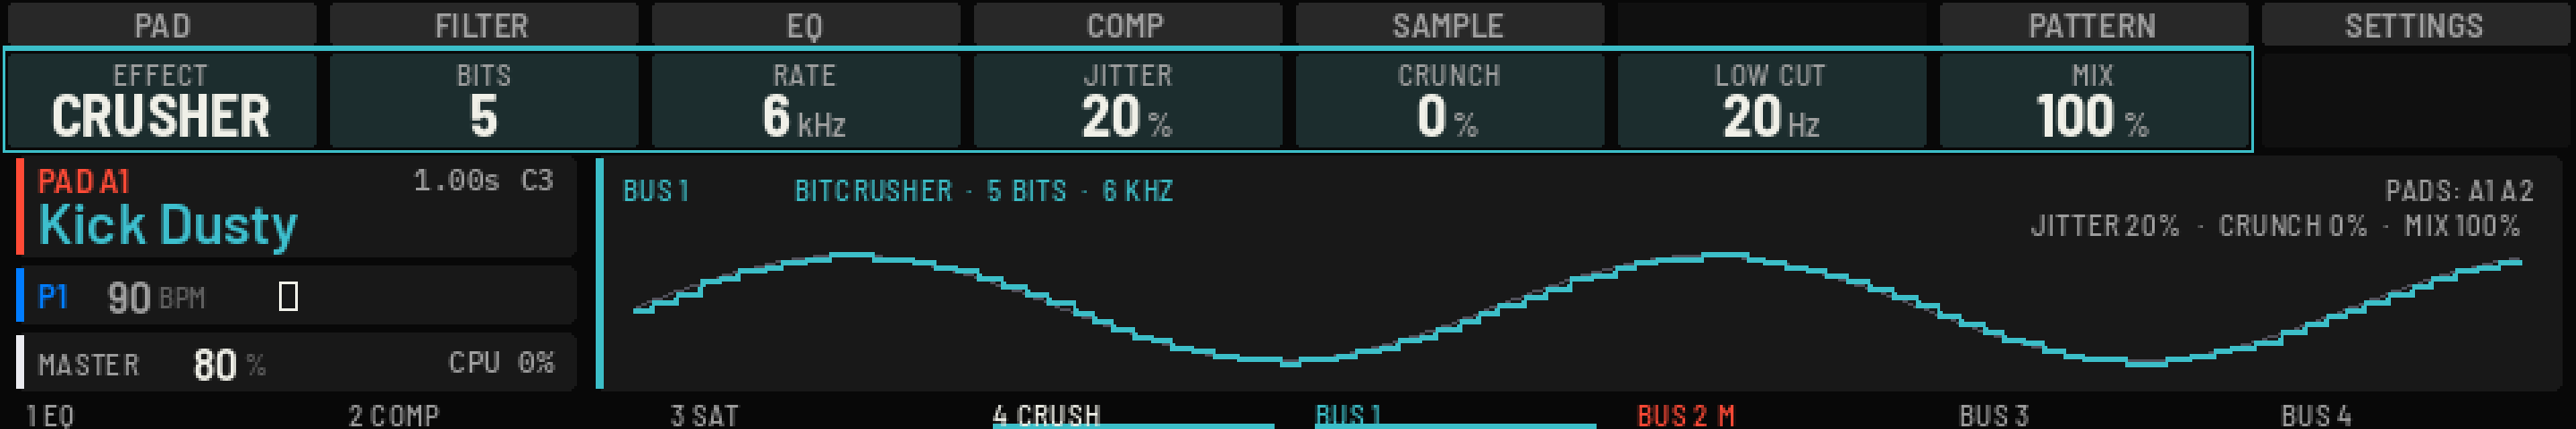 PAD FILTER EQ COMP SAMPLE PATTERN SETTINGS
EFFECT BITS RATE JITTER CRUNCH LOW CUT MIX
CRUSHER 5 6 kHz 20 % 0 % 20 Hz 100 %
PAD A1 1.00s C3
Kick Dusty
P1 90 BPM
MASTER 80 % CPU 0%
BUS 1 BITCRUSHER · 5 BITS · 6 KHZ PADS: A1 A2
JITTER 20% · CRUNCH 0% · MIX 100%
1 EQ 2 COMP 3 SAT 4 CRUSH BUS 1 BUS 2 M BUS 3 BUS 4